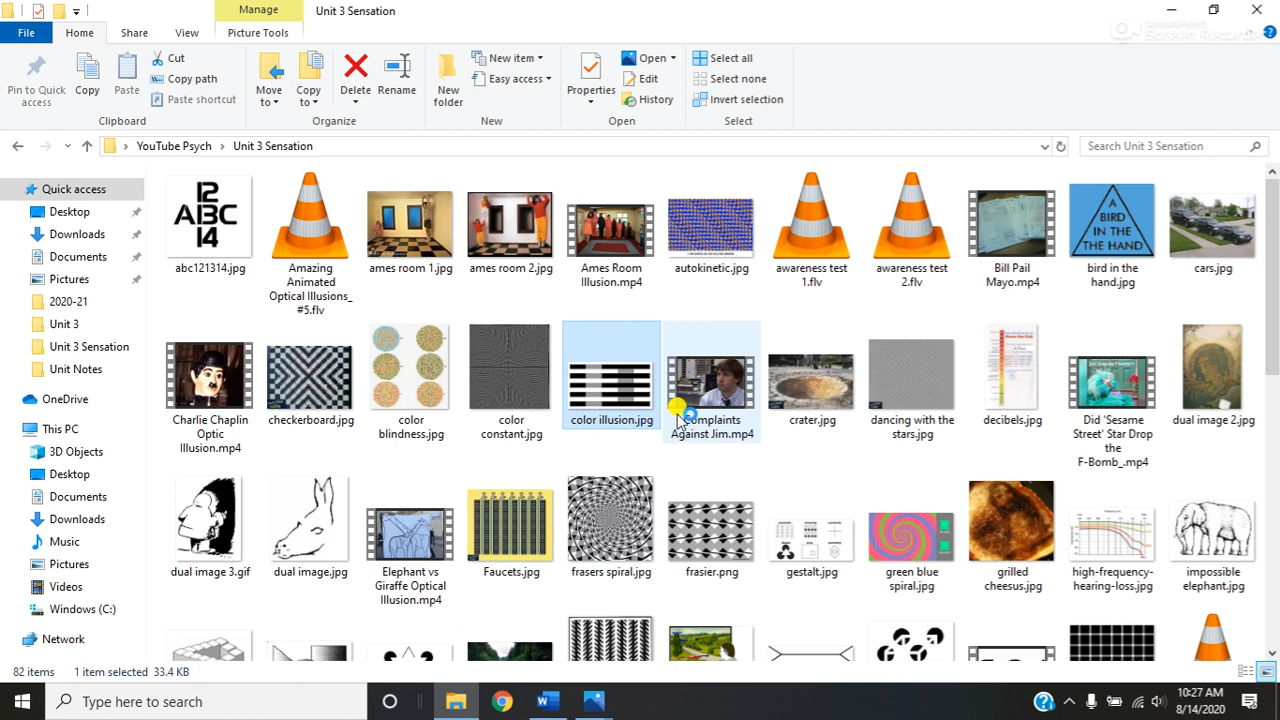 Manage
Unit 3 Sensation
File
Home
Share
View
Picture Tools
Pin to Quick
access
Copy
Paste
Cut
Copy path
Paste shortcut
Clipboard
Move
to
Copy
to
Delete
Rename
Organize
New
folder
New item
Easy access
New
Properties
Open
Edit
History
Open
Select all
Select none
Invert selection
Select
YouTube Psych
Unit 3 Sensation
Search Unit 3 Sensation
Quick access
Desktop
Downloads
Documents
Pictures
2020-21
Unit 3
Unit 3 Sensation
Unit Notes
OneDrive
This PC
3D Objects
Desktop
Documents
Downloads
Music
Pictures
Videos
Windows (C:)
Network
12
ABC
14
abc121314.jpg
Amazing
Animated
Optical Illusions_
#5.flv
ames room 1.jpg
ames room 2.jpg
Ames Room
Illusion.mp4
autokinetic.jpg
awareness test
1.flv
awareness test
2.flv
Bill Pail
Mayo.mp4
A
BIRD
IN THE
THE HAND
bird in the
hand.jpg
cars.jpg
Charlie Chaplin
Optic
Illusion.mp4
checkerboard.jpg
color
blindness.jpg
color
constant.jpg
color illusion.jpg
Complaints
Against Jim.mp4
crater.jpg
dancing with the
stars.jpg
decibels.jpg
Did 'Sesame
Street' Star Drop
the
F-Bomb_.mp4
dual image 2.jpg
dual image 3.gif
dual image.jpg
Elephant vs
Giraffe Optical
Illusion.mp4
Faucets.jpg
frasers spiral.jpg
frasier.png
gestalt.jpg
green blue
spiral.jpg
grilled
cheesus.jpg
high-frequency-
hearing-loss.jpg
impossible
elephant.jpg
82 items
1 item selected
33.4 KB
Type here to search
10:27 AM
8/14/2020